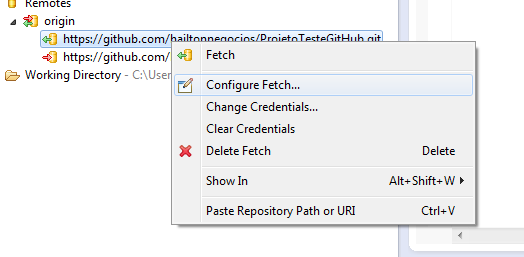 Remotes
origin
https://github.com/hailtonnegocios/ProjetoTesteGitHub.git
https://github.com/
Working Directory - C:\User
Fetch
Configure Fetch...
Change Credentials...
Clear Credentials
Delete Fetch Delete
Show In Alt+Shift+W
Paste Repository Path or URI Ctrl+V